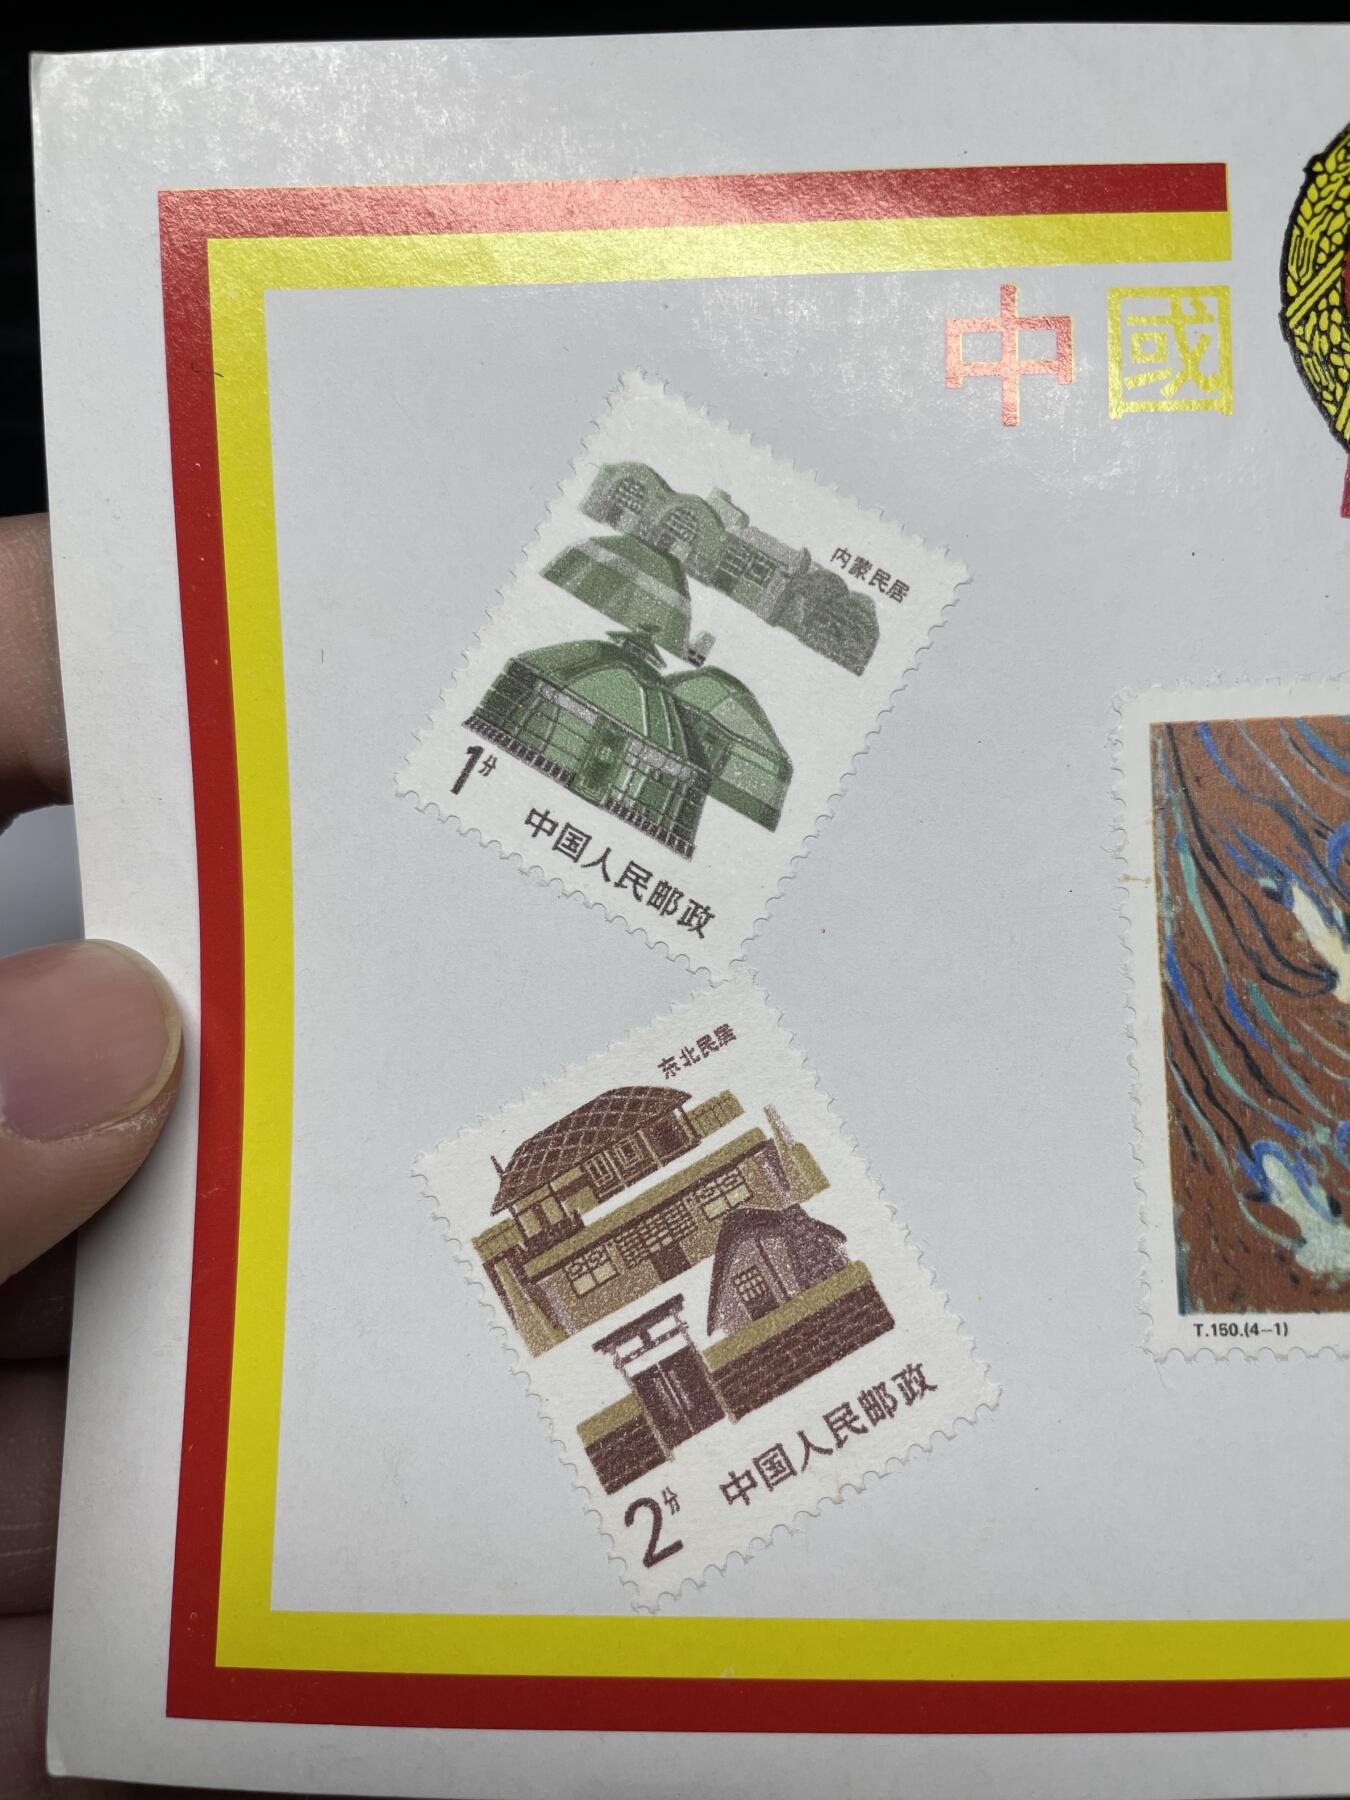 中國
内蒙民居
1分
中国人民邮政
东北民居
2分
中国人民邮政
T.150.(4-1)